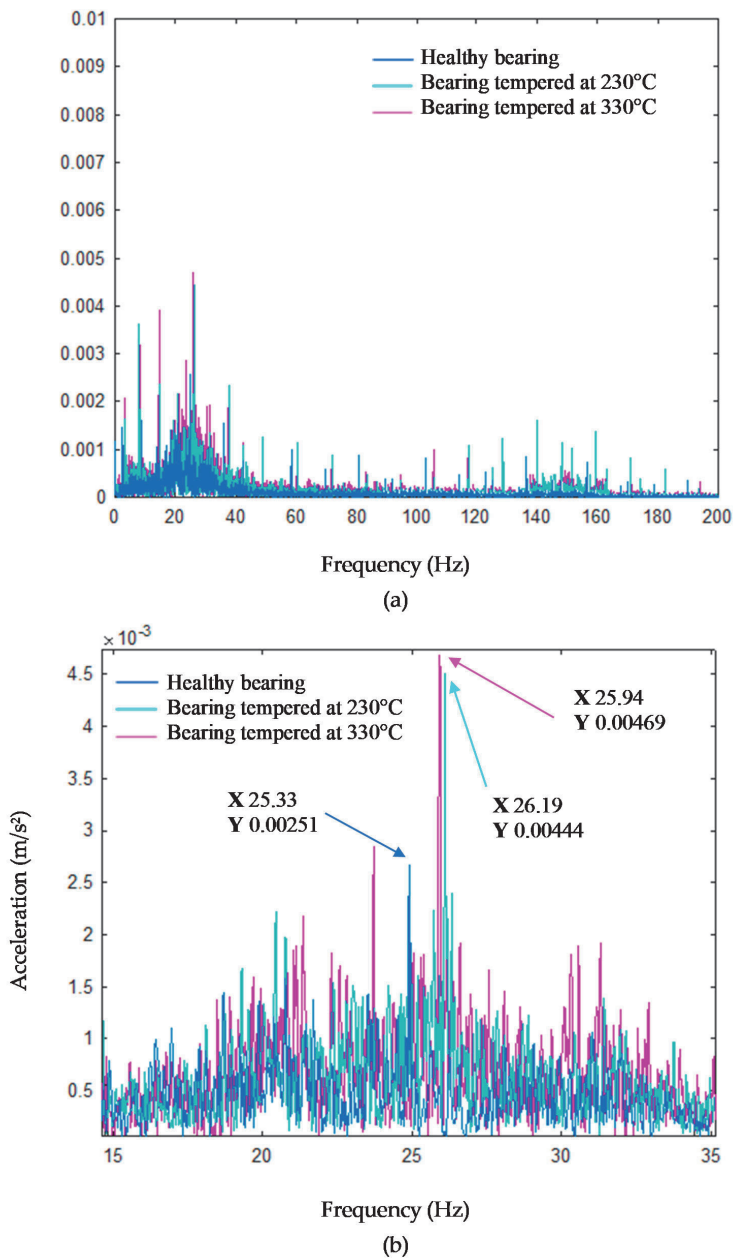 0.01
0.009
0.008
0.007
0.006
0.005
0.004
0.003
0.002
0.001
0
Healthy bearing
Bearing tempered at 230°C
Bearing tempered at 330°C
0 20 40 60 80 100 120 140 160 180 200
Frequency (Hz)
(a)
×10⁻³
4.5
4
3.5
3
2.5
2
1.5
1
0.5
Acceleration (m/s²)
Healthy bearing
Bearing tempered at 230°C
Bearing tempered at 330°C
X 25.94
Y 0.00469
X 25.33
Y 0.00251
X 26.19
Y 0.00444
15 20 25 30 35
Frequency (Hz)
(b)